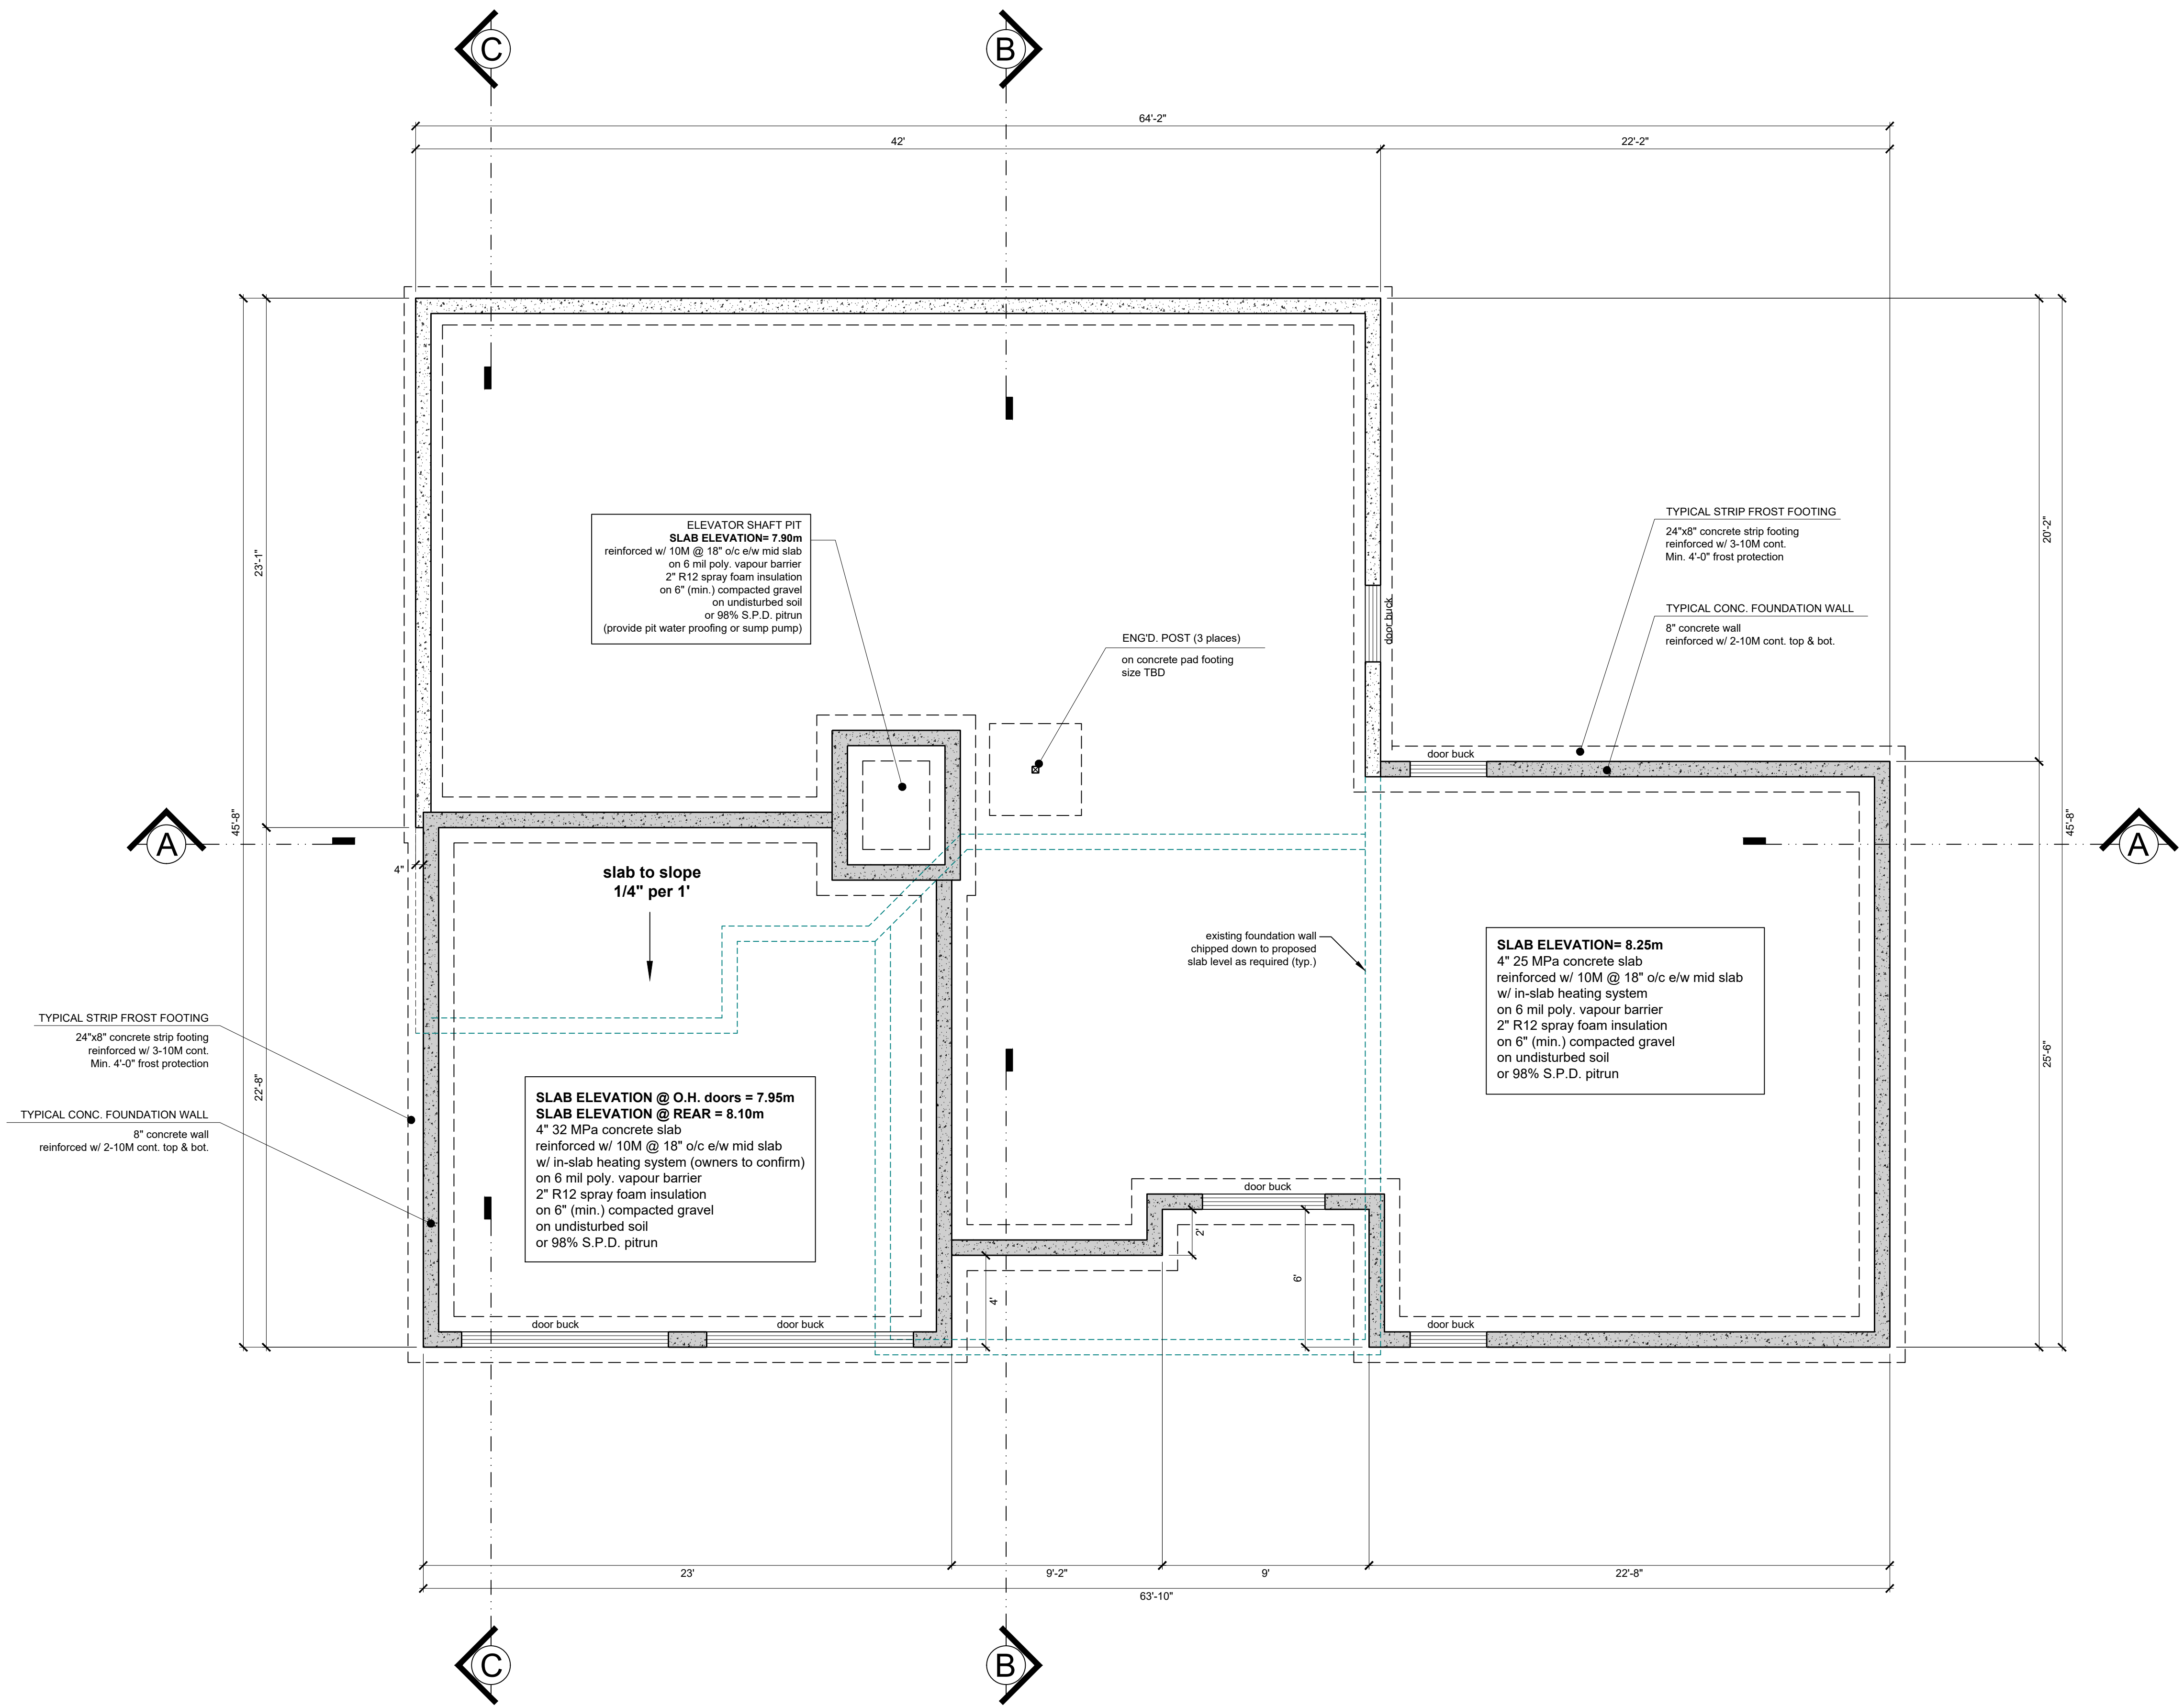 C
B
64'-2"
42'
22'-2"
ELEVATOR SHAFT PIT
SLAB ELEVATION= 7.90m
reinforced w/ 10M @ 18" o/c e/w mid slab
on 6 mil poly. vapour barrier
2" R12 spray foam insulation
on 6" (min.) compacted gravel
on undisturbed soil
or 98% S.P.D. pitrun
(provide pit water proofing or sump pump)
ENG'D. POST (3 places)
on concrete pad footing
size TBD
door buck
TYPICAL STRIP FROST FOOTING
24"x8" concrete strip footing
reinforced w/ 3-10M cont.
Min. 4'-0" frost protection
TYPICAL CONC. FOUNDATION WALL
8" concrete wall
reinforced w/ 2-10M cont. top & bot.
20'-2"
23'-1"
door buck
45'-8"
45'-8"
A
A
4"
slab to slope
1/4" per 1'
existing foundation wall
chipped down to proposed
slab level as required (typ.)
SLAB ELEVATION= 8.25m
4" 25 MPa concrete slab
reinforced w/ 10M @ 18" o/c e/w mid slab
w/ in-slab heating system
on 6 mil poly. vapour barrier
2" R12 spray foam insulation
on 6" (min.) compacted gravel
on undisturbed soil
or 98% S.P.D. pitrun
25'-6"
TYPICAL STRIP FROST FOOTING
24"x8" concrete strip footing
reinforced w/ 3-10M cont.
Min. 4'-0" frost protection
22'-8"
TYPICAL CONC. FOUNDATION WALL
8" concrete wall
reinforced w/ 2-10M cont. top & bot.
SLAB ELEVATION @ O.H. doors = 7.95m
SLAB ELEVATION @ REAR = 8.10m
4" 32 MPa concrete slab
reinforced w/ 10M @ 18" o/c e/w mid slab
w/ in-slab heating system (owners to confirm)
on 6 mil poly. vapour barrier
2" R12 spray foam insulation
on 6" (min.) compacted gravel
on undisturbed soil
or 98% S.P.D. pitrun
door buck
2'
6'
4'
door buck
door buck
door buck
23'
9'-2"
9'
22'-8"
63'-10"
C
B